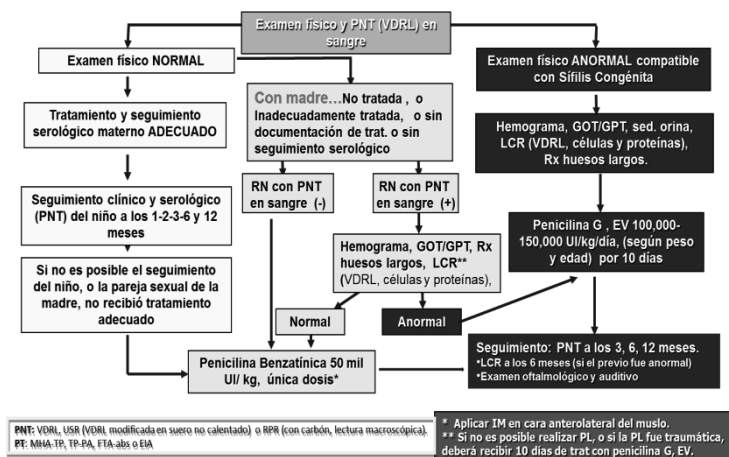 Examen físico y PNT (VDRL) en
sangre
Examen físico NORMAL
Examen físico ANORMAL compatible
con Sífilis Congénita
Con madre…No tratada , o
Inadecuadamente tratada, o sin
documentación de trat. o sin
seguimiento serológico
Tratamiento y seguimiento
serológico materno ADECUADO
Hemograma, GOT/GPT, sed. orina,
LCR (VDRL, células y proteínas),
Rx huesos largos.
Seguimiento clínico y serológico
(PNT) del niño a los 1-2-3-6 y 12
meses
RN con PNT
en sangre (-)
RN con PNT
en sangre (+)
Penicilina G , EV 100,000-
150,000 UI/kg/día, (según peso
y edad) por 10 días
Hemograma, GOT/GPT, Rx
huesos largos, LCR**
(VDRL, células y proteínas),
Si no es posible el seguimiento
del niño, o la pareja sexual de la
madre, no recibió tratamiento
adecuado
Normal
Anormal
Penicilina Benzatínica 50 mil
UI/ kg, única dosis*
Seguimiento: PNT a los 3, 6, 12 meses.
•LCR a los 6 meses (si el previo fue anormal)
•Examen oftalmológico y auditivo
PNT: VDRL, USR (VDRL modificada en suero no calentado) o RPR (con carbón, lectura macroscópica).
PT: MHA-TP, TP-PA, FTA-abs o EIA
* Aplicar IM en cara anterolateral del muslo.
** Si no es posible realizar PL, o si la PL fue traumática,
deberá recibir 10 días de trat con penicilina G, EV.